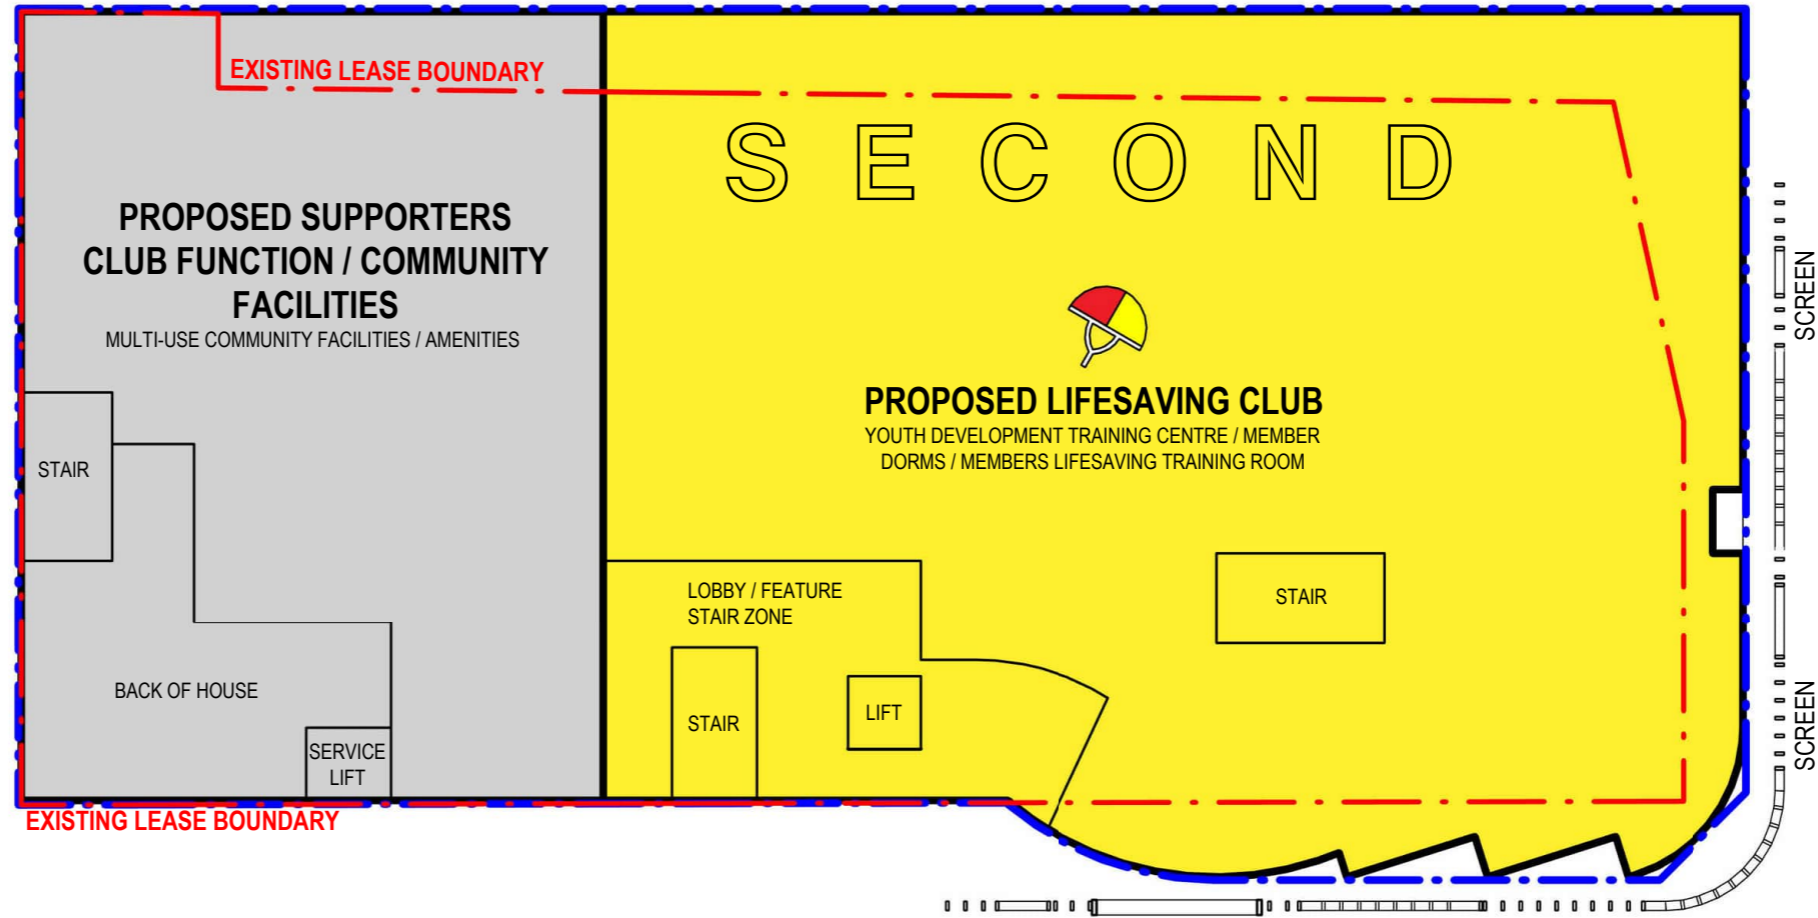 EXISTING LEASE BOUNDARY
SECOND
PROPOSED SUPPORTERS
CLUB FUNCTION / COMMUNITY
FACILITIES
MULTI-USE COMMUNITY FACILITIES / AMENITIES
SCREEN
PROPOSED LIFESAVING CLUB
YOUTH DEVELOPMENT TRAINING CENTRE / MEMBER
DORMS / MEMBERS LIFESAVING TRAINING ROOM
STAIR
LOBBY / FEATURE
STAIR ZONE
STAIR
BACK OF HOUSE
STAIR
LIFT
SERVICE
LIFT
SCREEN
EXISTING LEASE BOUNDARY